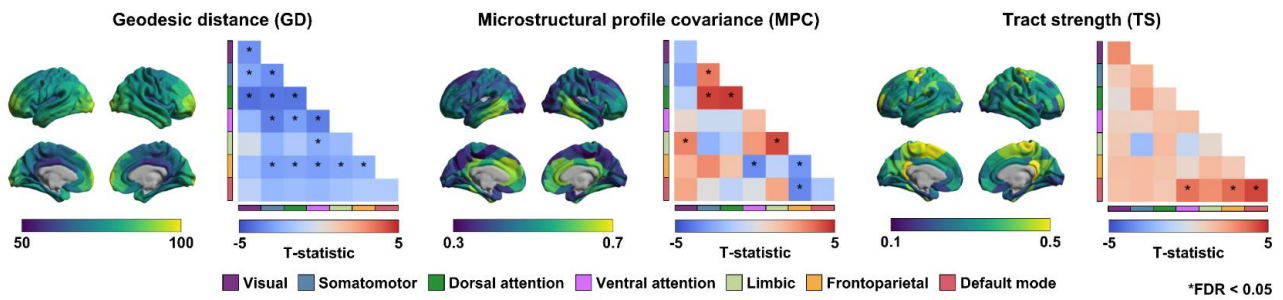 Geodesic distance (GD)
Microstructural profile covariance (MPC)
Tract strength (TS)
*
* *
* * *
* * *
*
* * * * *
*
* *
* *
* *
*
* * *
50 100
-5 5
T-statistic
0.3 0.7
-5 5
T-statistic
0.1 0.5
-5 5
T-statistic
Visual Somatomotor Dorsal attention Ventral attention Limbic Frontoparietal Default mode
*FDR < 0.05